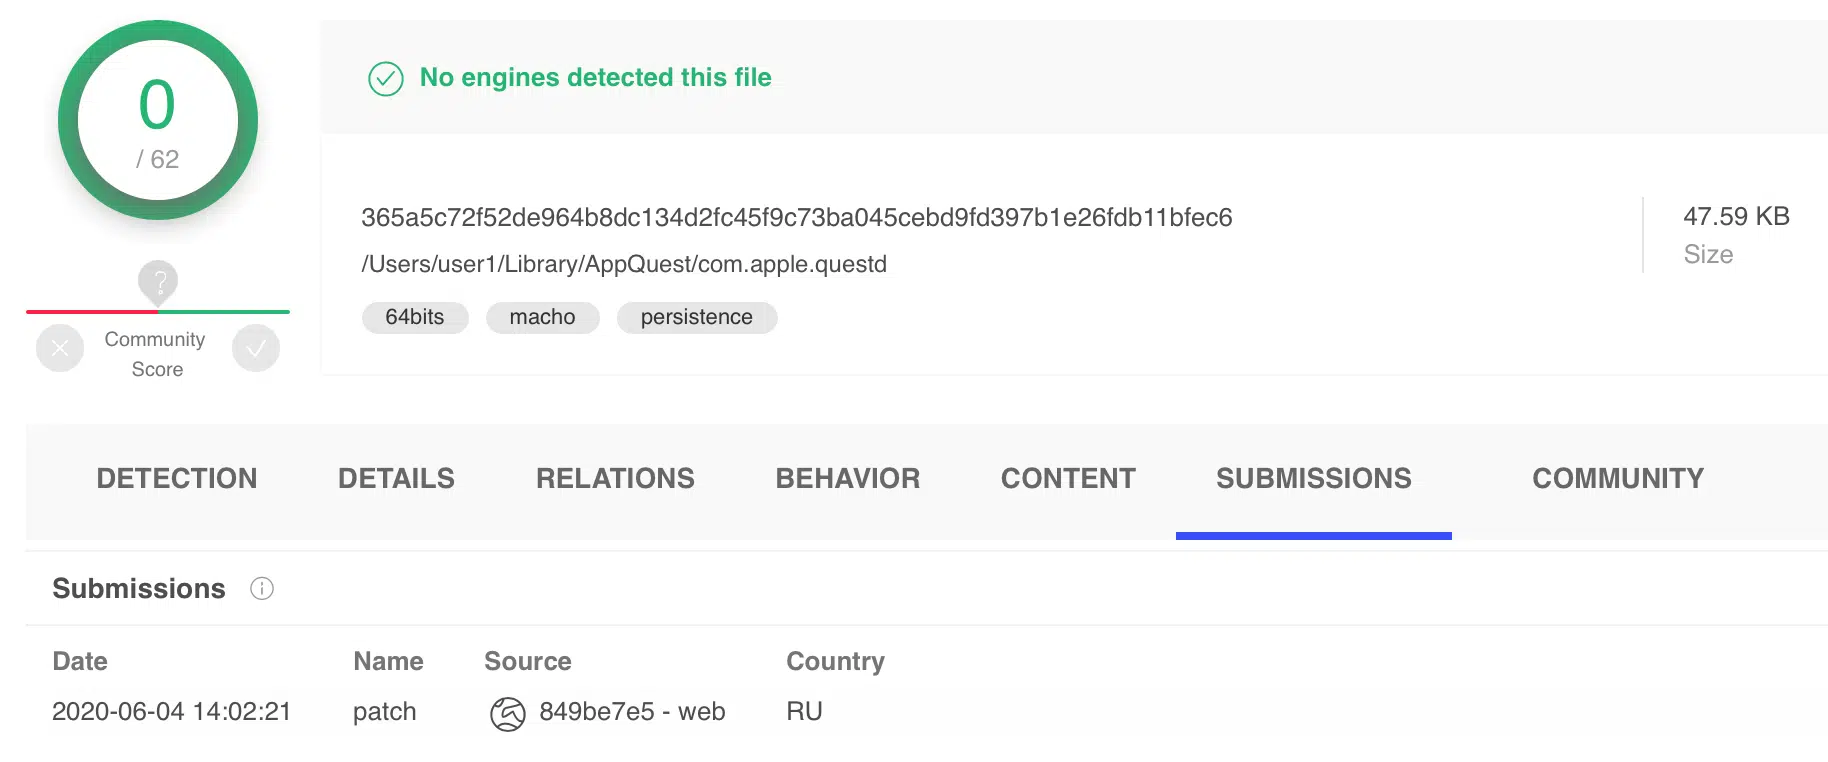 0
/ 62
?
Community
Score
No engines detected this file
365a5c72f52de964b8dc134d2fc45f9c73ba045cebd9fd397b1e26fdb11bfec6
/Users/user1/Library/AppQuest/com.apple.questd
64bits macho persistence
47.59 KB
Size
DETECTION DETAILS RELATIONS BEHAVIOR CONTENT SUBMISSIONS COMMUNITY
Submissions
Date Name Source Country
2020-06-04 14:02:21 patch 849be7e5 - web RU